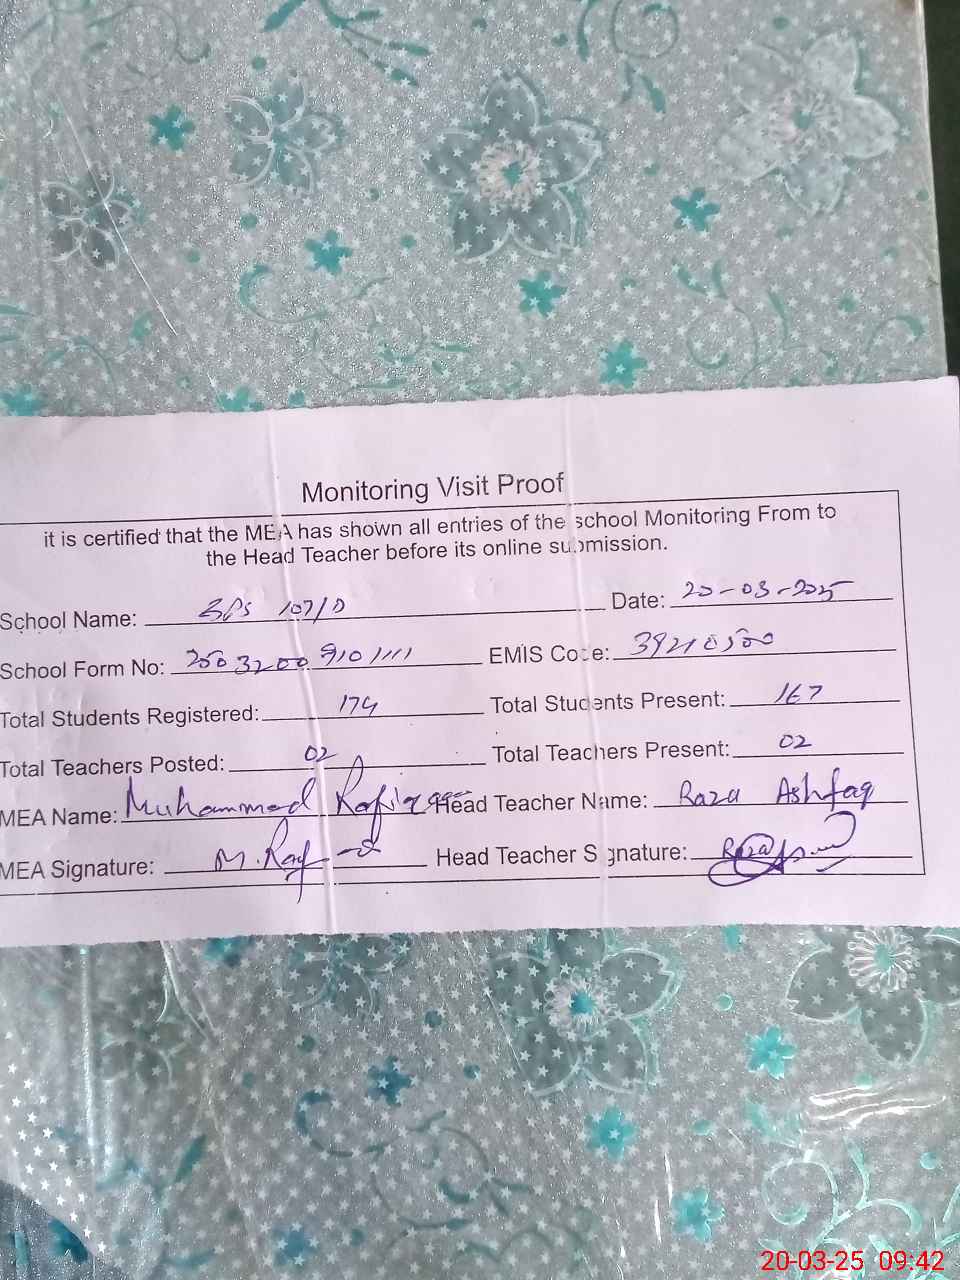 Monitoring Visit Proof
it is certified that the MEA has shown all entries of the school Monitoring From to
the Head Teacher before its online submission.
School Name: 107/D Date: 20-03-2025
School Form No: EMIS Code: 39210500
Total Students Registered: 174 Total Students Present: 167
Total Teachers Posted: 02 Total Teachers Present: 02
MEA Name: Muhammad Rafique Head Teacher Name: Raza Ashfaq
MEA Signature: Head Teacher Signature:
20-03-25 09:42